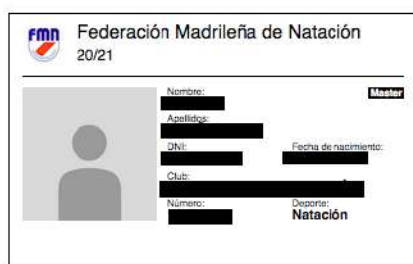 fmn Federación Madrileña de Natación
20/21
Nombre: Master
Apellidos:
DNI: Fecha de nacimiento:
Club:
Número: Deporte:
Natación